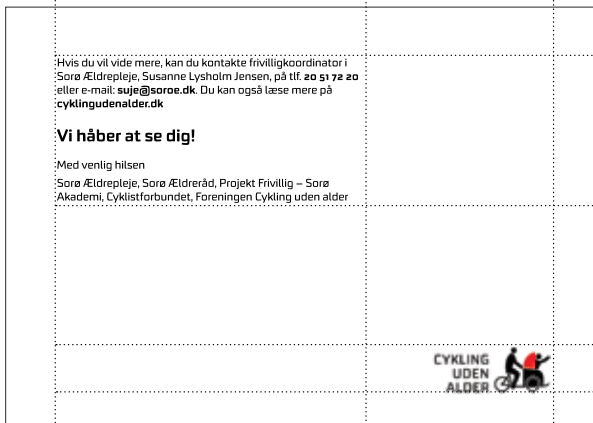 Hvis du vil vide mere, kan du kontakte frivilligkoordinator i
Sorø Ældrepleje, Susanne Lysholm Jensen, på tlf. 20 51 72 20
eller e-mail: suje@soroe.dk. Du kan også læse mere på
cyklingudenalder.dk
Vi håber at se dig!
Med venlig hilsen
Sorø Ældrepleje, Sorø Ældreråd, Projekt Frivillig – Sorø
Akademi, Cyklistforbundet, Foreningen Cykling uden alder
CYKLING
UDEN
ALDER